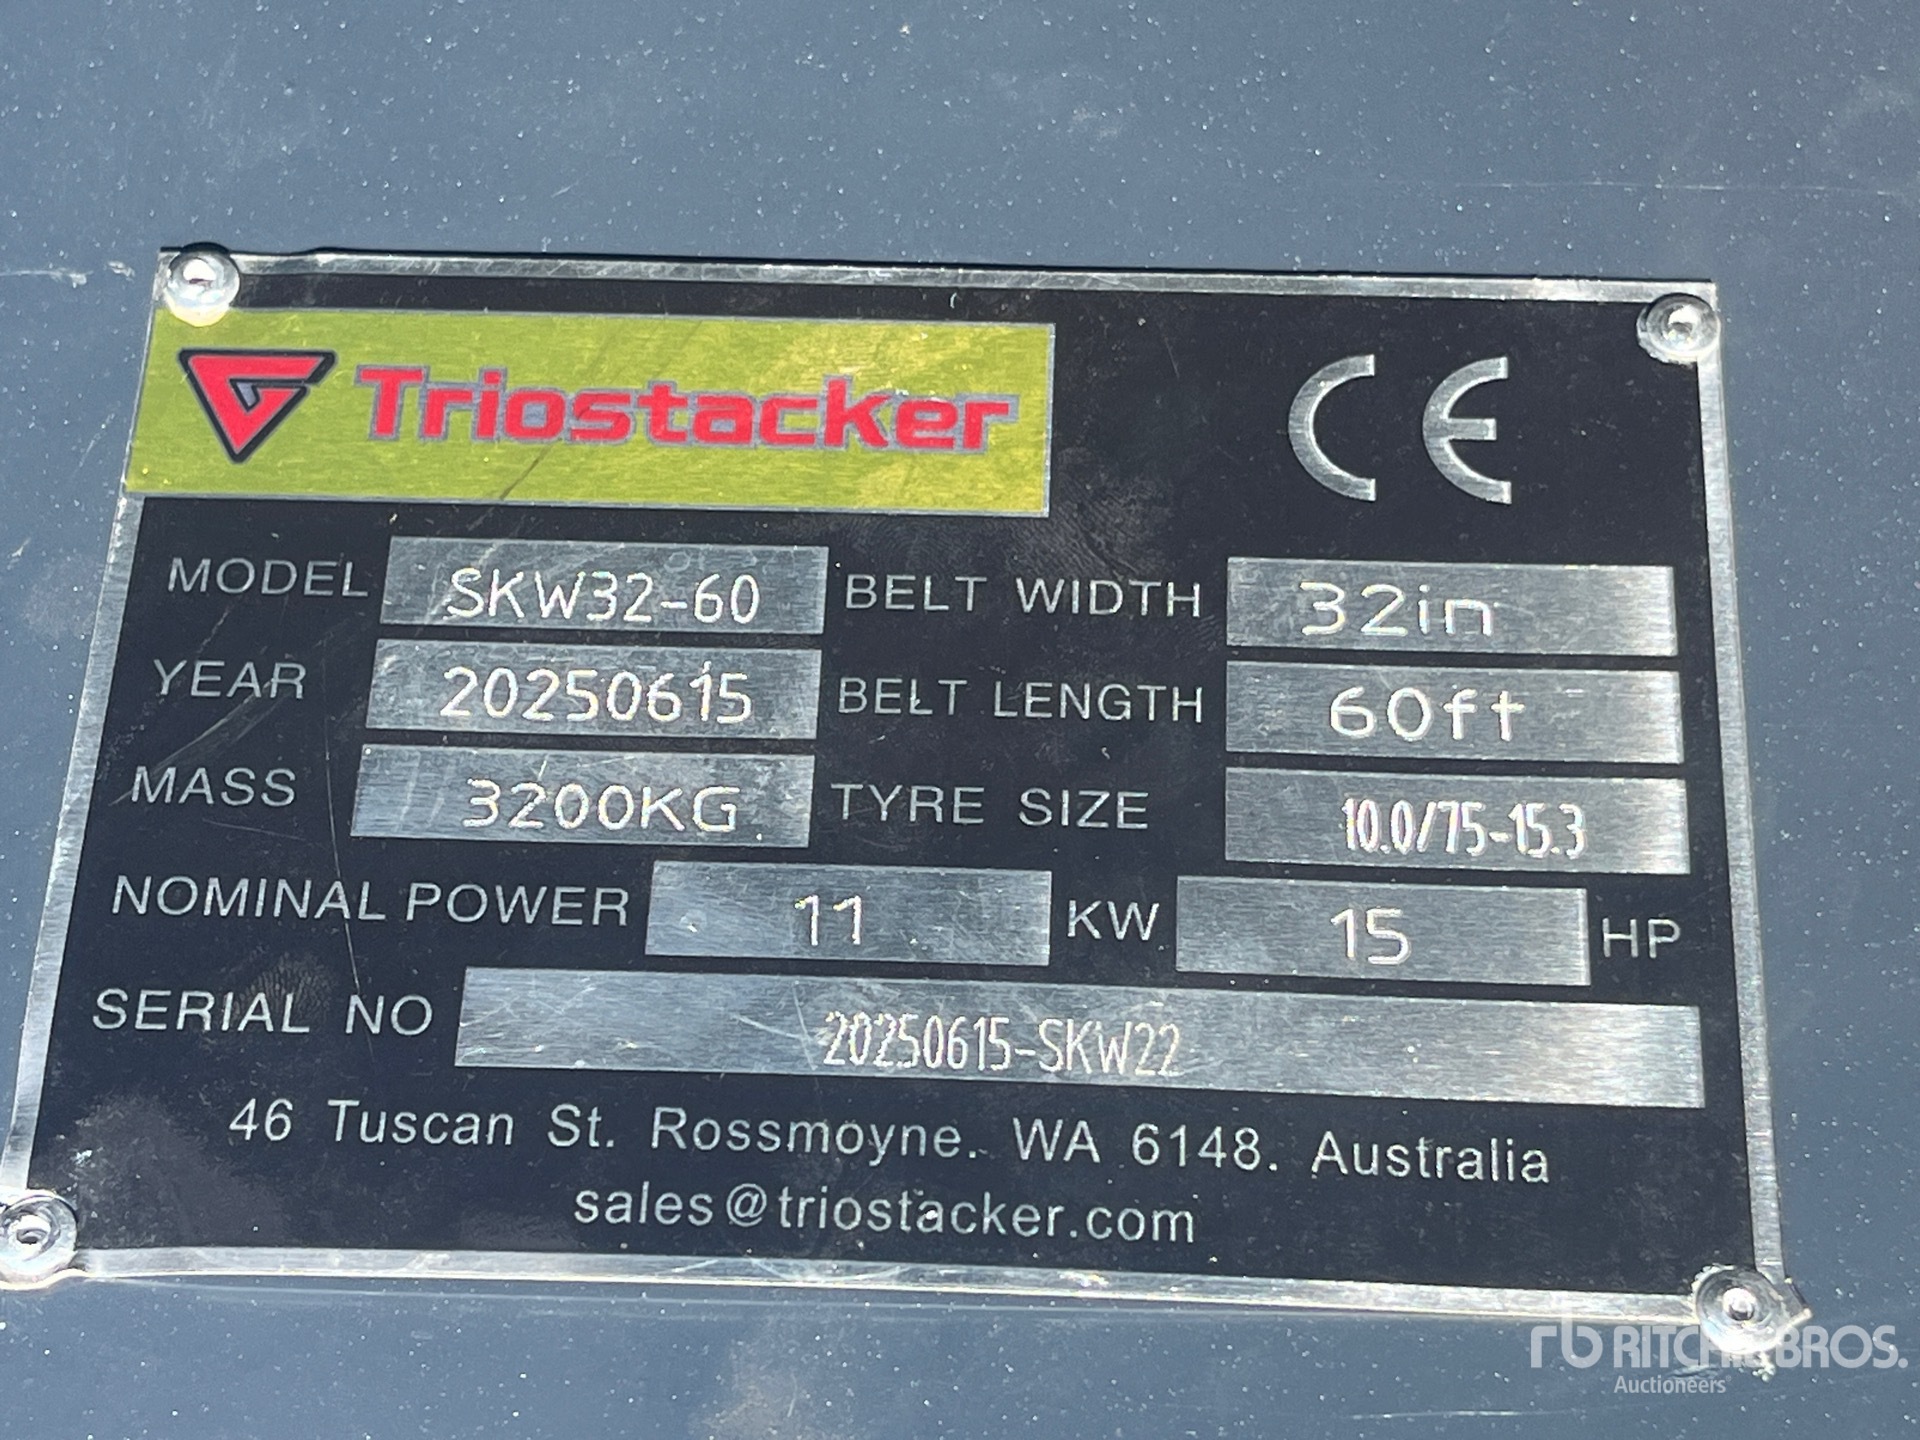 Triostacker CE
MODEL SKW32-60 BELT WIDTH 32in
YEAR 20250615 BELT LENGTH 60ft
MASS 3200KG TYRE SIZE 10.0/75-15.3
NOMINAL POWER 11 KW 15 HP
SERIAL NO 20250615-SKW22
46 Tuscan St. Rossmoyne. WA 6148. Australia
sales@triostacker.com
rb RITCHIE BROS.
Auctioneers